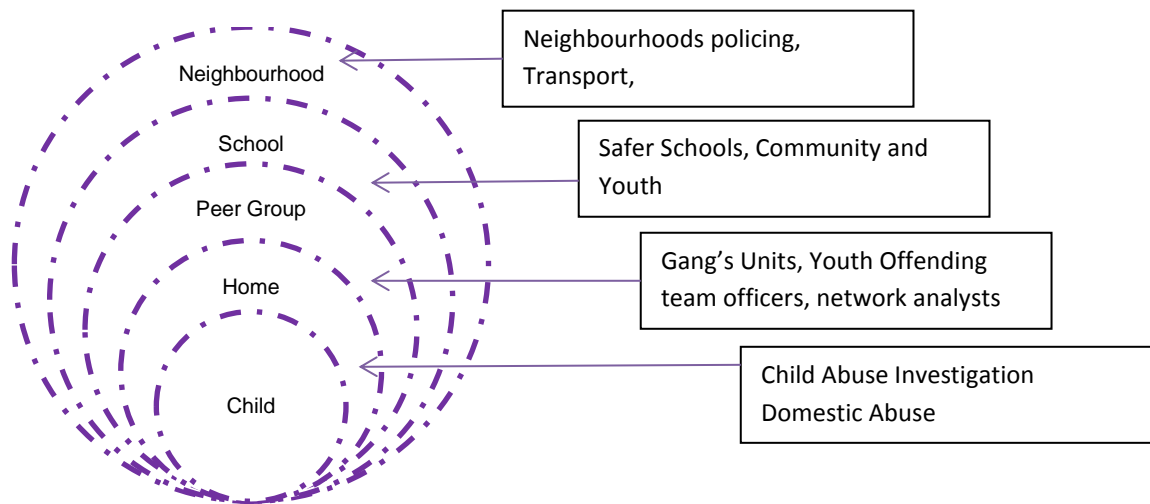 Neighbourhoods policing,
Transport,
Neighbourhood
School
Safer Schools, Community and
Youth
Peer Group
Gang’s Units, Youth Offending
team officers, network analysts
Home
Child Abuse Investigation
Domestic Abuse
Child